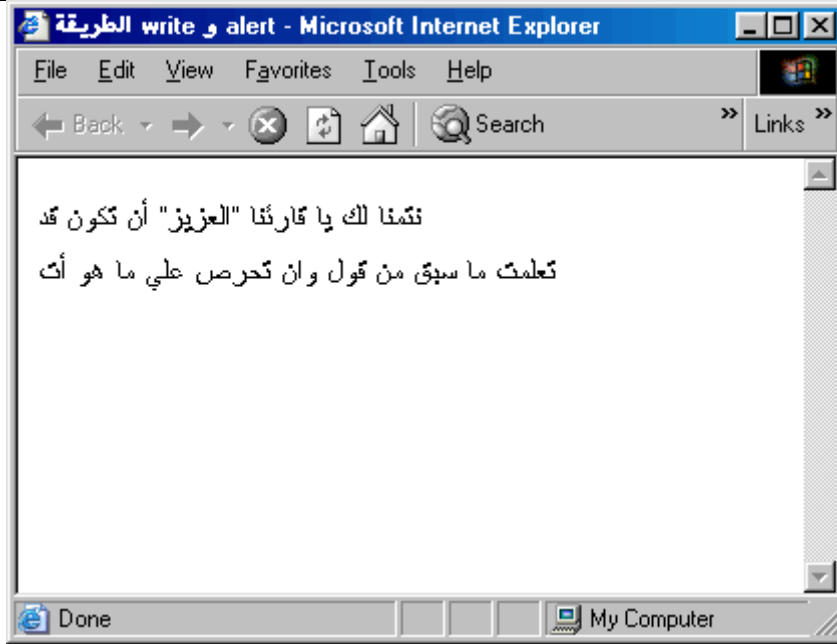 الطريقة write و alert - Microsoft Internet Explorer
File Edit View Favorites Tools Help
Back Search » Links »
نتمنا لك يا قارئنا "العزيز" أن تكون قد
تعلمت ما سبق من قول وان تحرص علي ما هو أت
Done My Computer